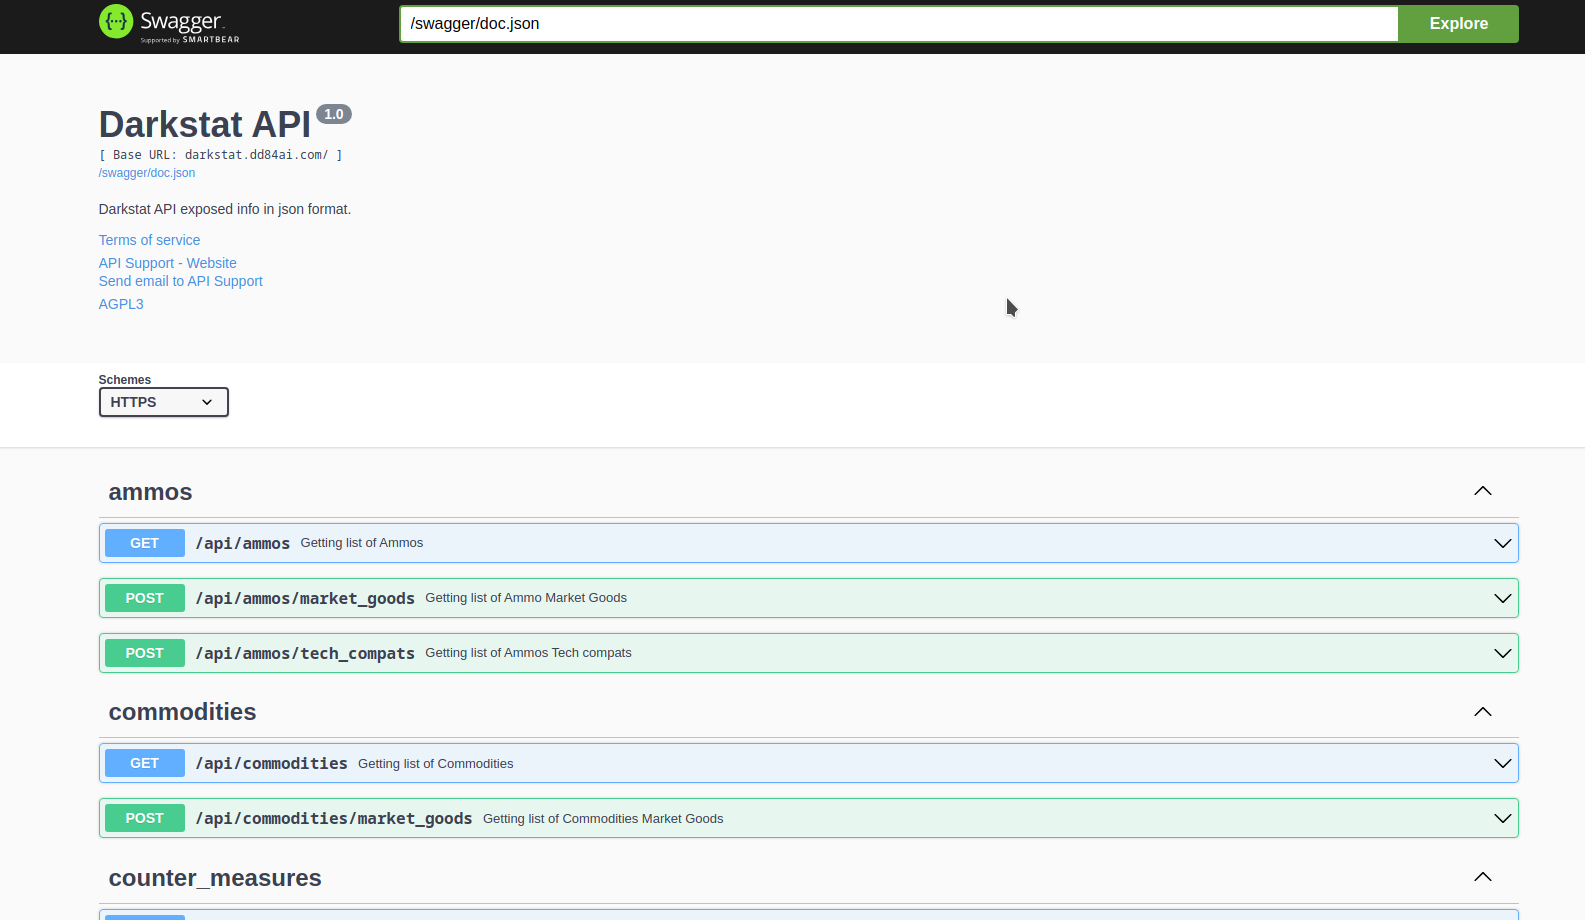 Swagger
Supported by SMARTBEAR
/swagger/doc.json
Explore
Darkstat API 1.0
[ Base URL: darkstat.dd84ai.com/ ]
/swagger/doc.json
Darkstat API exposed info in json format.
Terms of service
API Support - Website
Send email to API Support
AGPL3
Schemes
HTTPS
ammos
GET /api/ammos Getting list of Ammos
POST /api/ammos/market_goods Getting list of Ammo Market Goods
POST /api/ammos/tech_compats Getting list of Ammos Tech compats
commodities
GET /api/commodities Getting list of Commodities
POST /api/commodities/market_goods Getting list of Commodities Market Goods
counter_measures